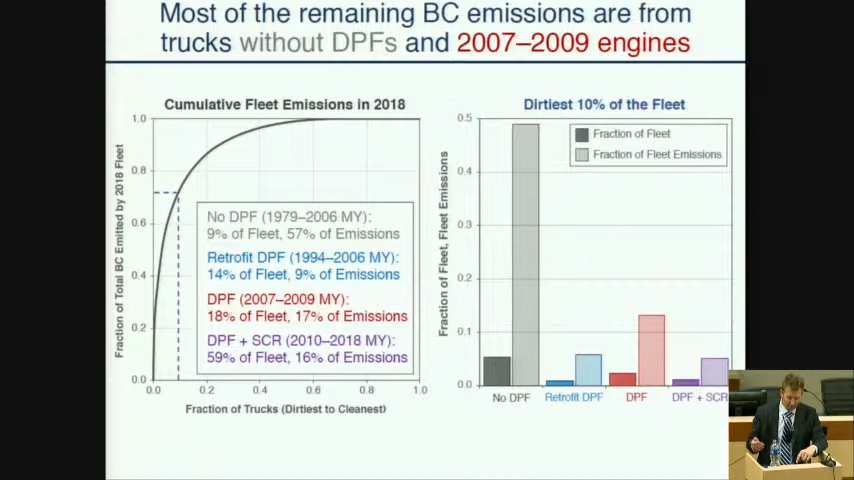 Most of the remaining BC emissions are from
trucks without DPFs and 2007–2009 engines
Cumulative Fleet Emissions in 2018
Fraction of Total BC Emitted by 2018 Fleet
1.0
0.8
0.6
0.4
0.2
0.0
No DPF (1979–2006 MY):
9% of Fleet, 57% of Emissions
Retrofit DPF (1994–2006 MY):
14% of Fleet, 9% of Emissions
DPF (2007–2009 MY):
18% of Fleet, 17% of Emissions
DPF + SCR (2010–2018 MY):
59% of Fleet, 16% of Emissions
0.0 0.2 0.4 0.6 0.8 1.0
Fraction of Trucks (Dirtiest to Cleanest)
Dirtiest 10% of the Fleet
Fraction of Fleet, Fleet Emissions
0.5
0.4
0.3
0.2
0.1
0.0
Fraction of Fleet
Fraction of Fleet Emissions
No DPF Retrofit DPF DPF DPF + SCR